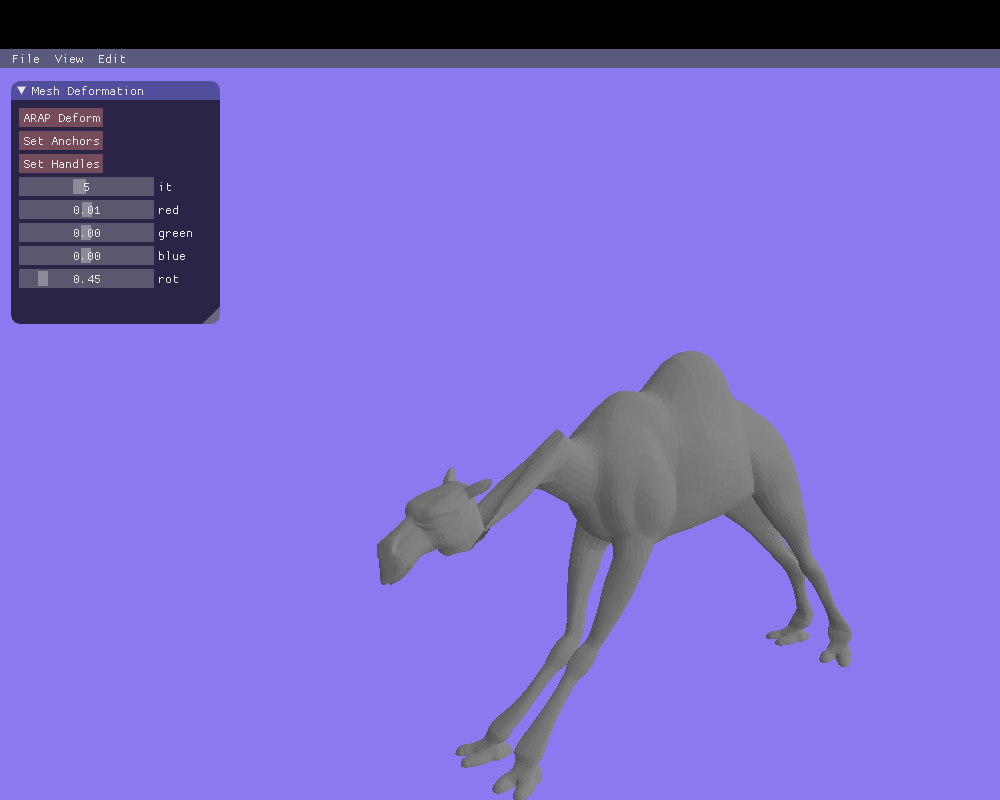 File View Edit
Mesh Deformation
ARAP Deform
Set Anchors
Set Handles
5 it
0.01 red
0.00 green
0.00 blue
0.45 rot